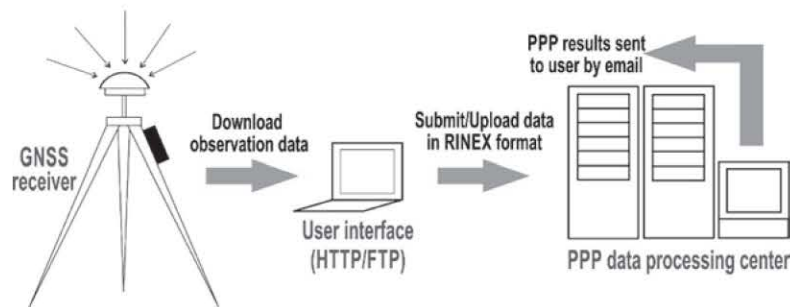 GNSS
receiver
Download
observation data
User interface
(HTTP/FTP)
Submit/Upload data
in RINEX format
PPP results sent
to user by email
PPP data processing center